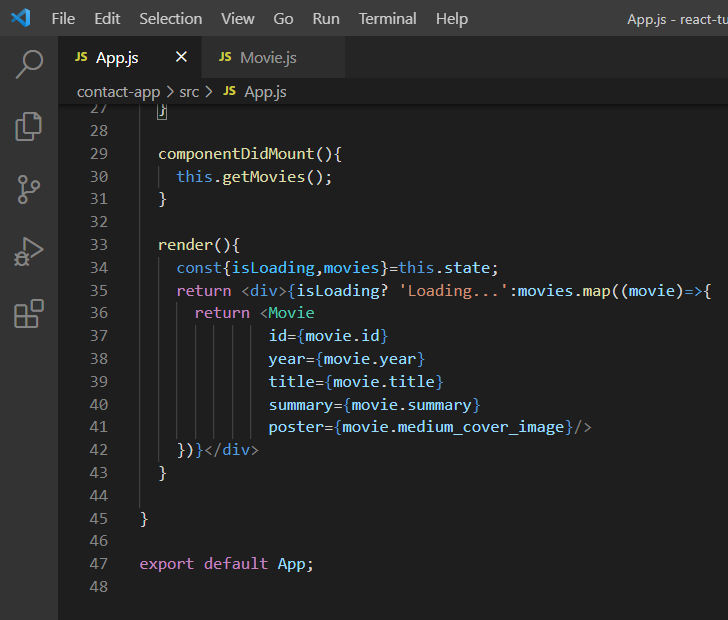 File Edit Selection View Go Run Terminal Help App.js - react-tu
JS App.js × JS Movie.js
contact-app > src > JS App.js
27 }
28
29 componentDidMount(){
30 this.getMovies();
31 }
32
33 render(){
34 const{isLoading,movies}=this.state;
35 return <div>{isLoading? 'Loading...':movies.map((movie)=>{
36 return <Movie
37 id={movie.id}
38 year={movie.year}
39 title={movie.title}
40 summary={movie.summary}
41 poster={movie.medium_cover_image}/>
42 })}</div>
43 }
44
45 }
46
47 export default App;
48